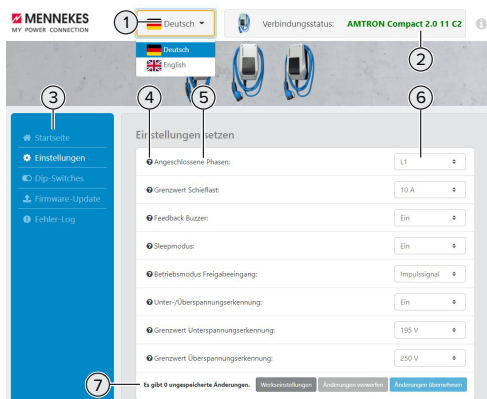 MENNEKES
MY POWER CONNECTION
1
Deutsch
Verbindungsstatus: AMTRON Compact 2.0 11 C2
Deutsch
English
2
3
4
5
6
Startseite
Einstellungen
Dip-Switches
Firmware-Update
Fehler-Log
Einstellungen setzen
Angeschlossene Phasen: L1
Grenzwert Schieflast: 10 A
Feedback Buzzer: Ein
Sleepmodus: Ein
Betriebsmodus Freigabeeingang: Impulssignal
Unter-/Überspannungserkennung: Ein
Grenzwert Unterspannungserkennung: 195 V
Grenzwert Überspannungserkennung: 250 V
7
Es gibt 0 ungespeicherte Änderungen. Werkseinstellungen Änderungen verwerfen Änderungen übernehmen